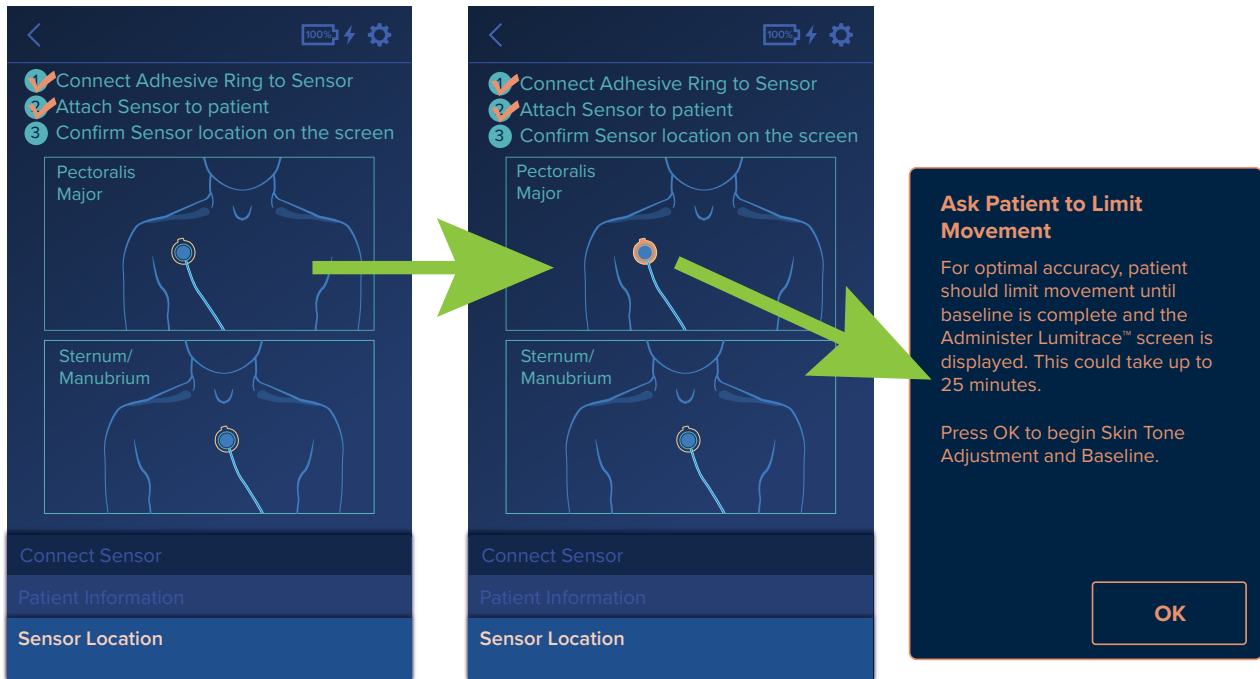 100%
1 Connect Adhesive Ring to Sensor
2 Attach Sensor to patient
3 Confirm Sensor location on the screen
Pectoralis
Major
Sternum/
Manubrium
Connect Sensor
Patient Information
Sensor Location
100%
1 Connect Adhesive Ring to Sensor
2 Attach Sensor to patient
3 Confirm Sensor location on the screen
Pectoralis
Major
Sternum/
Manubrium
Connect Sensor
Patient Information
Sensor Location
Ask Patient to Limit
Movement
For optimal accuracy, patient
should limit movement until
baseline is complete and the
Administer Lumitrace™ screen is
displayed. This could take up to
25 minutes.
Press OK to begin Skin Tone
Adjustment and Baseline.
OK